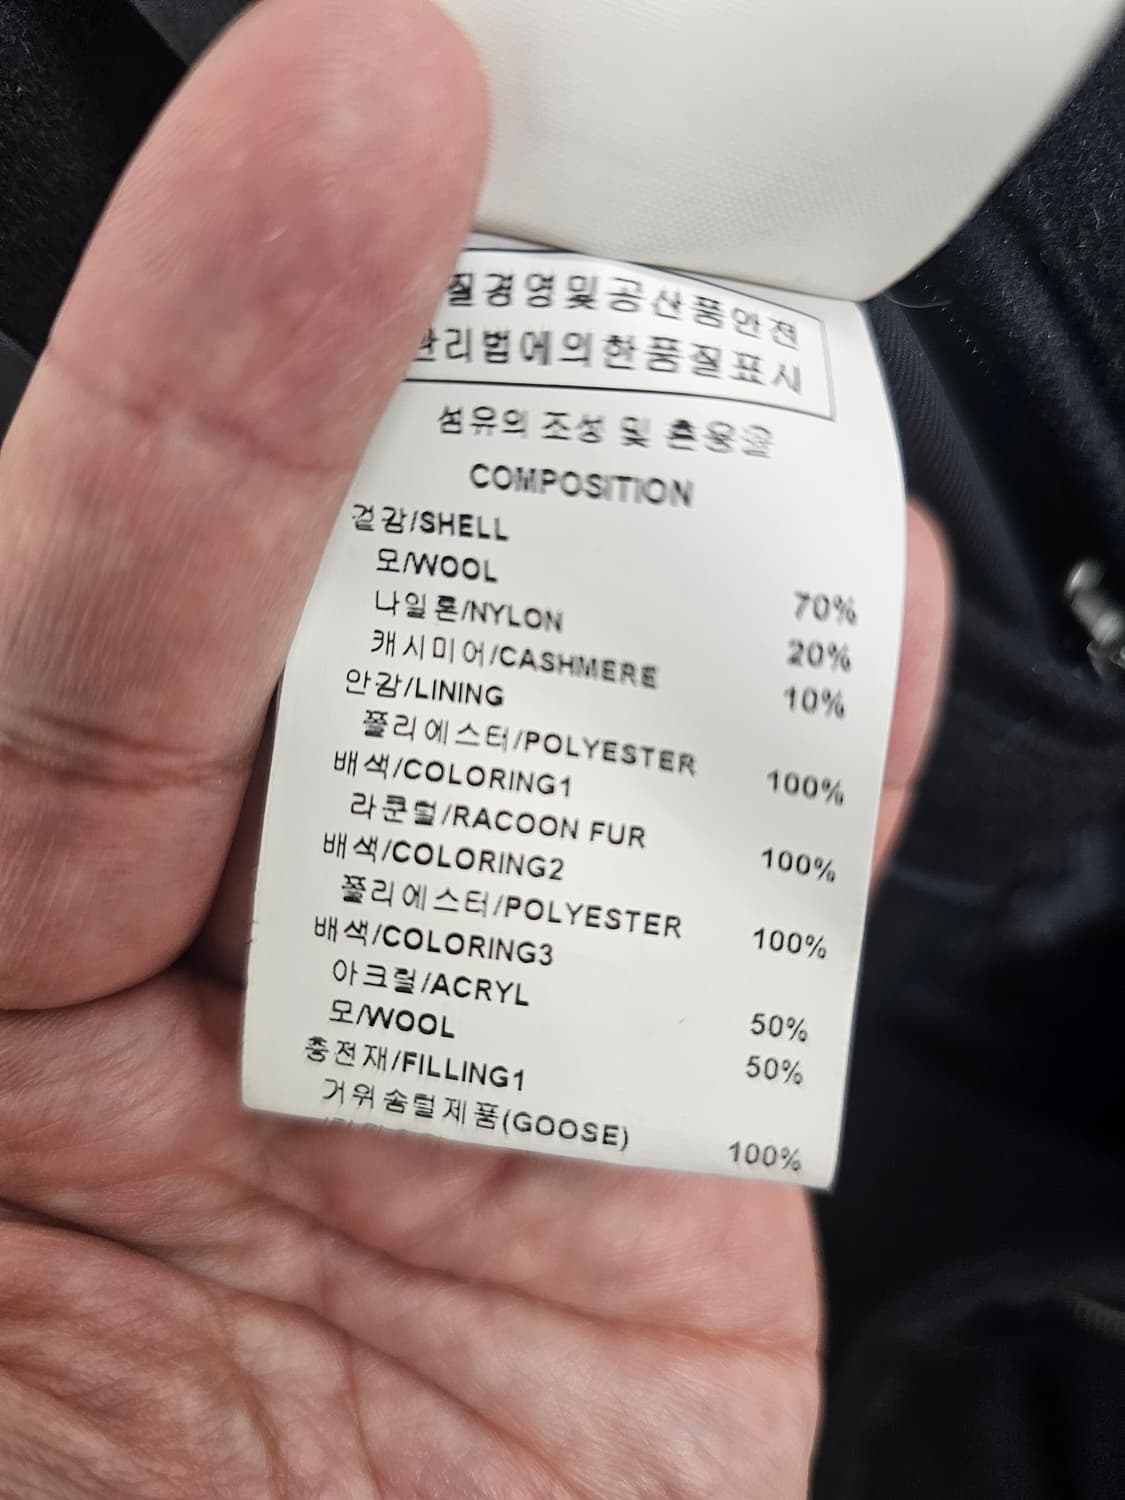 질경영및공산품안전
관리법에의한품질표시
섬유의 조성 및 혼용율
COMPOSITION
겉감/SHELL
모/WOOL 70%
나일론/NYLON 20%
캐시미어/CASHMERE 10%
안감/LINING
폴리에스터/POLYESTER 100%
배색/COLORING1
라쿤털/RACOON FUR 100%
배색/COLORING2
폴리에스터/POLYESTER 100%
배색/COLORING3
아크릴/ACRYL 50%
모/WOOL 50%
충전재/FILLING1
거위솜털제품(GOOSE) 100%